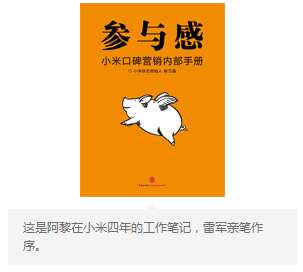 参与感
小米口碑营销内部手册
小米联合创始人 黎万强
这是阿黎在小米四年的工作笔记，雷军亲笔作
序。